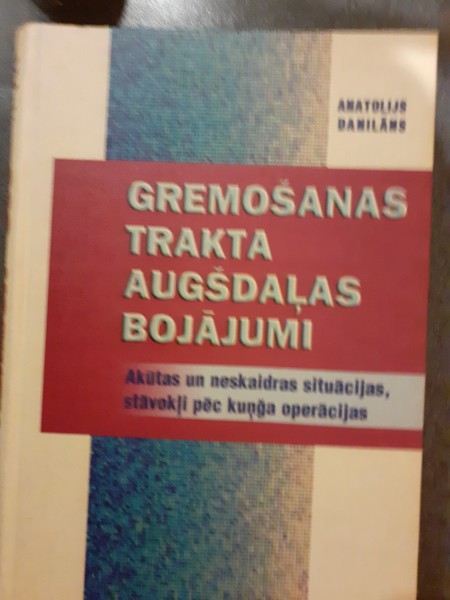 ANATOLIJS
DANILĀNS
GREMOŠANAS
TRAKTA
AUGŠDAĻAS
BOJĀJUMI
Akūtas un neskaidras situācijas,
stāvokļi pēc kuņģa operācijas